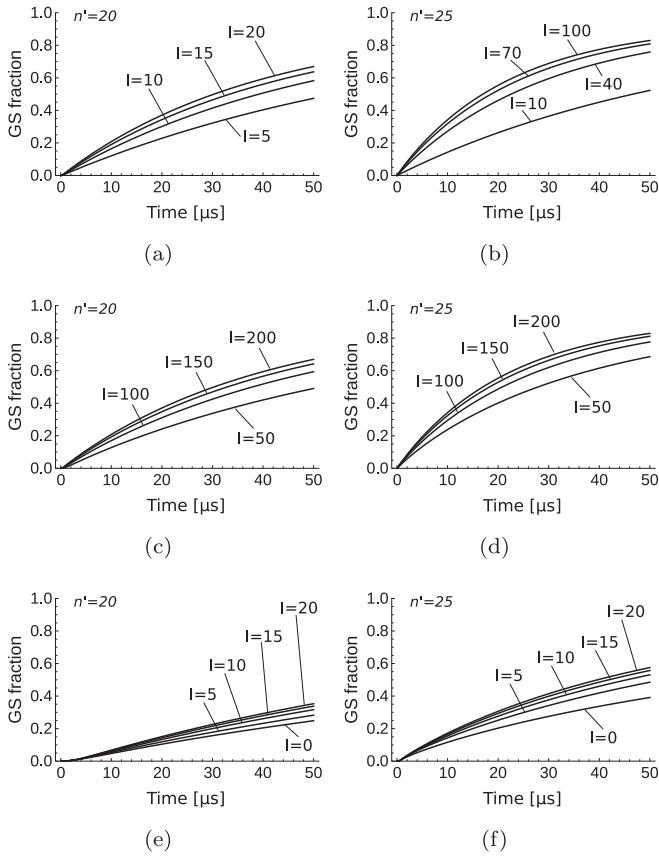 n'=20
GS fraction
1.0
0.8
0.6
0.4
0.2
0.0
l=20
l=15
l=10
l=5
0 10 20 30 40 50
Time [µs]
(a)
n'=25
GS fraction
1.0
0.8
0.6
0.4
0.2
0.0
l=100
l=70
l=40
l=10
0 10 20 30 40 50
Time [µs]
(b)
n'=20
GS fraction
1.0
0.8
0.6
0.4
0.2
0.0
l=200
l=150
l=100
l=50
0 10 20 30 40 50
Time [µs]
(c)
n'=25
GS fraction
1.0
0.8
0.6
0.4
0.2
0.0
l=200
l=150
l=100
l=50
0 10 20 30 40 50
Time [µs]
(d)
n'=20
GS fraction
1.0
0.8
0.6
0.4
0.2
0.0
l=20
l=15
l=10
l=5
l=0
0 10 20 30 40 50
Time [µs]
(e)
n'=25
GS fraction
1.0
0.8
0.6
0.4
0.2
0.0
l=20
l=15
l=10
l=5
l=0
0 10 20 30 40 50
Time [µs]
(f)